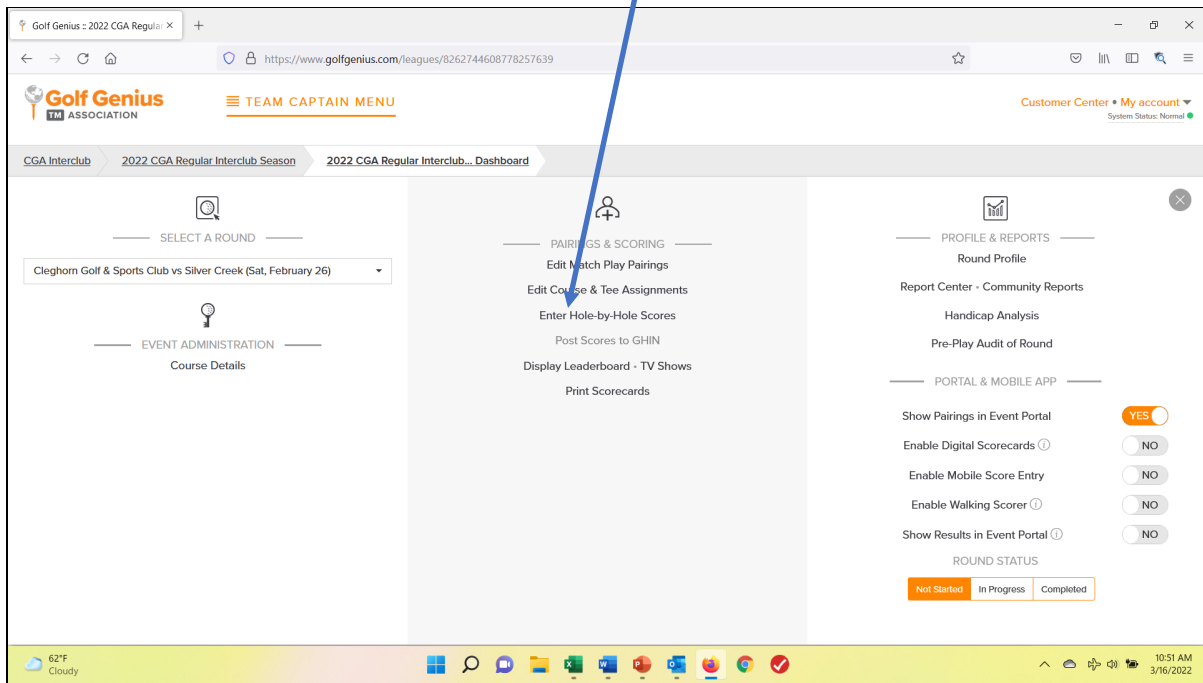 Golf Genius :: 2022 CGA Regular
https://www.golfgenius.com/leagues/8262744608778257639
Golf Genius
TM ASSOCIATION
TEAM CAPTAIN MENU
Customer Center • My account
System Status: Normal
CGA Interclub
2022 CGA Regular Interclub Season
2022 CGA Regular Interclub... Dashboard
SELECT A ROUND
Cleghorn Golf & Sports Club vs Silver Creek (Sat, February 26)
EVENT ADMINISTRATION
Course Details
PAIRINGS & SCORING
Edit Match Play Pairings
Edit Course & Tee Assignments
Enter Hole-by-Hole Scores
Post Scores to GHIN
Display Leaderboard • TV Shows
Print Scorecards
PROFILE & REPORTS
Round Profile
Report Center • Community Reports
Handicap Analysis
Pre-Play Audit of Round
PORTAL & MOBILE APP
Show Pairings in Event Portal YES
Enable Digital Scorecards NO
Enable Mobile Score Entry NO
Enable Walking Scorer NO
Show Results in Event Portal NO
ROUND STATUS
Not Started In Progress Completed
62°F
Cloudy
10:51 AM
3/16/2022